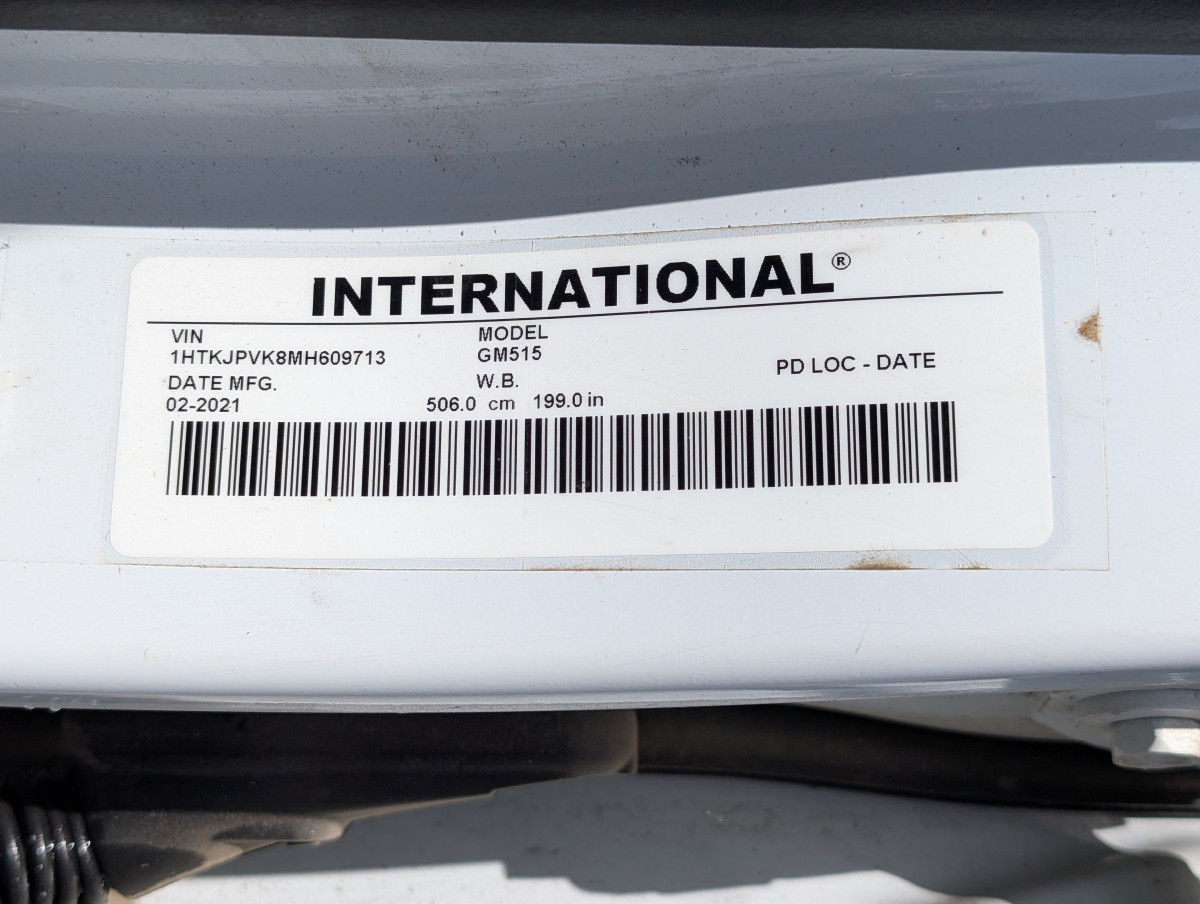 INTERNATIONAL®
VIN MODEL
1HTKJPVK8MH609713 GM515
PD LOC - DATE
DATE MFG. W.B.
02-2021 506.0 cm 199.0 in